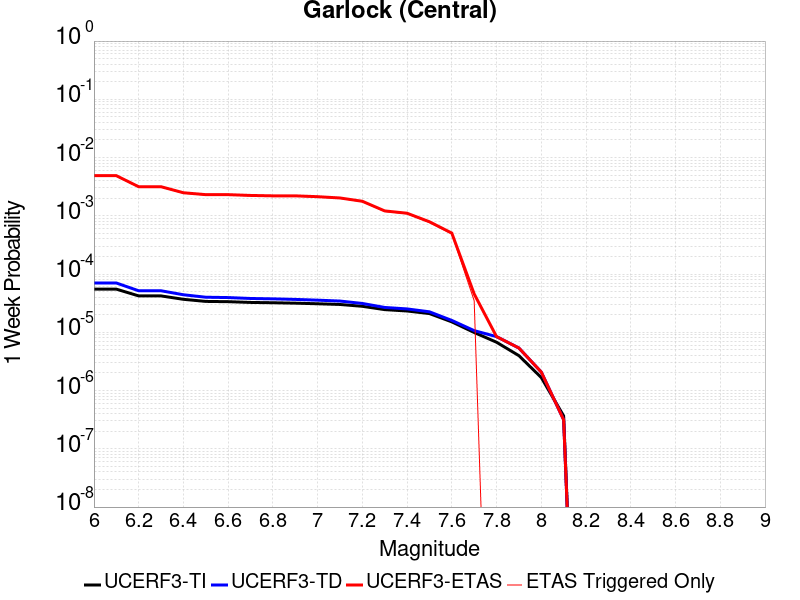 Garlock (Central)
10^0
10^-1
10^-2
10^-3
10^-4
10^-5
10^-6
10^-7
10^-8
1 Week Probability
6 6.2 6.4 6.6 6.8 7 7.2 7.4 7.6 7.8 8 8.2 8.4 8.6 8.8 9
Magnitude
UCERF3-TI UCERF3-TD UCERF3-ETAS ETAS Triggered Only